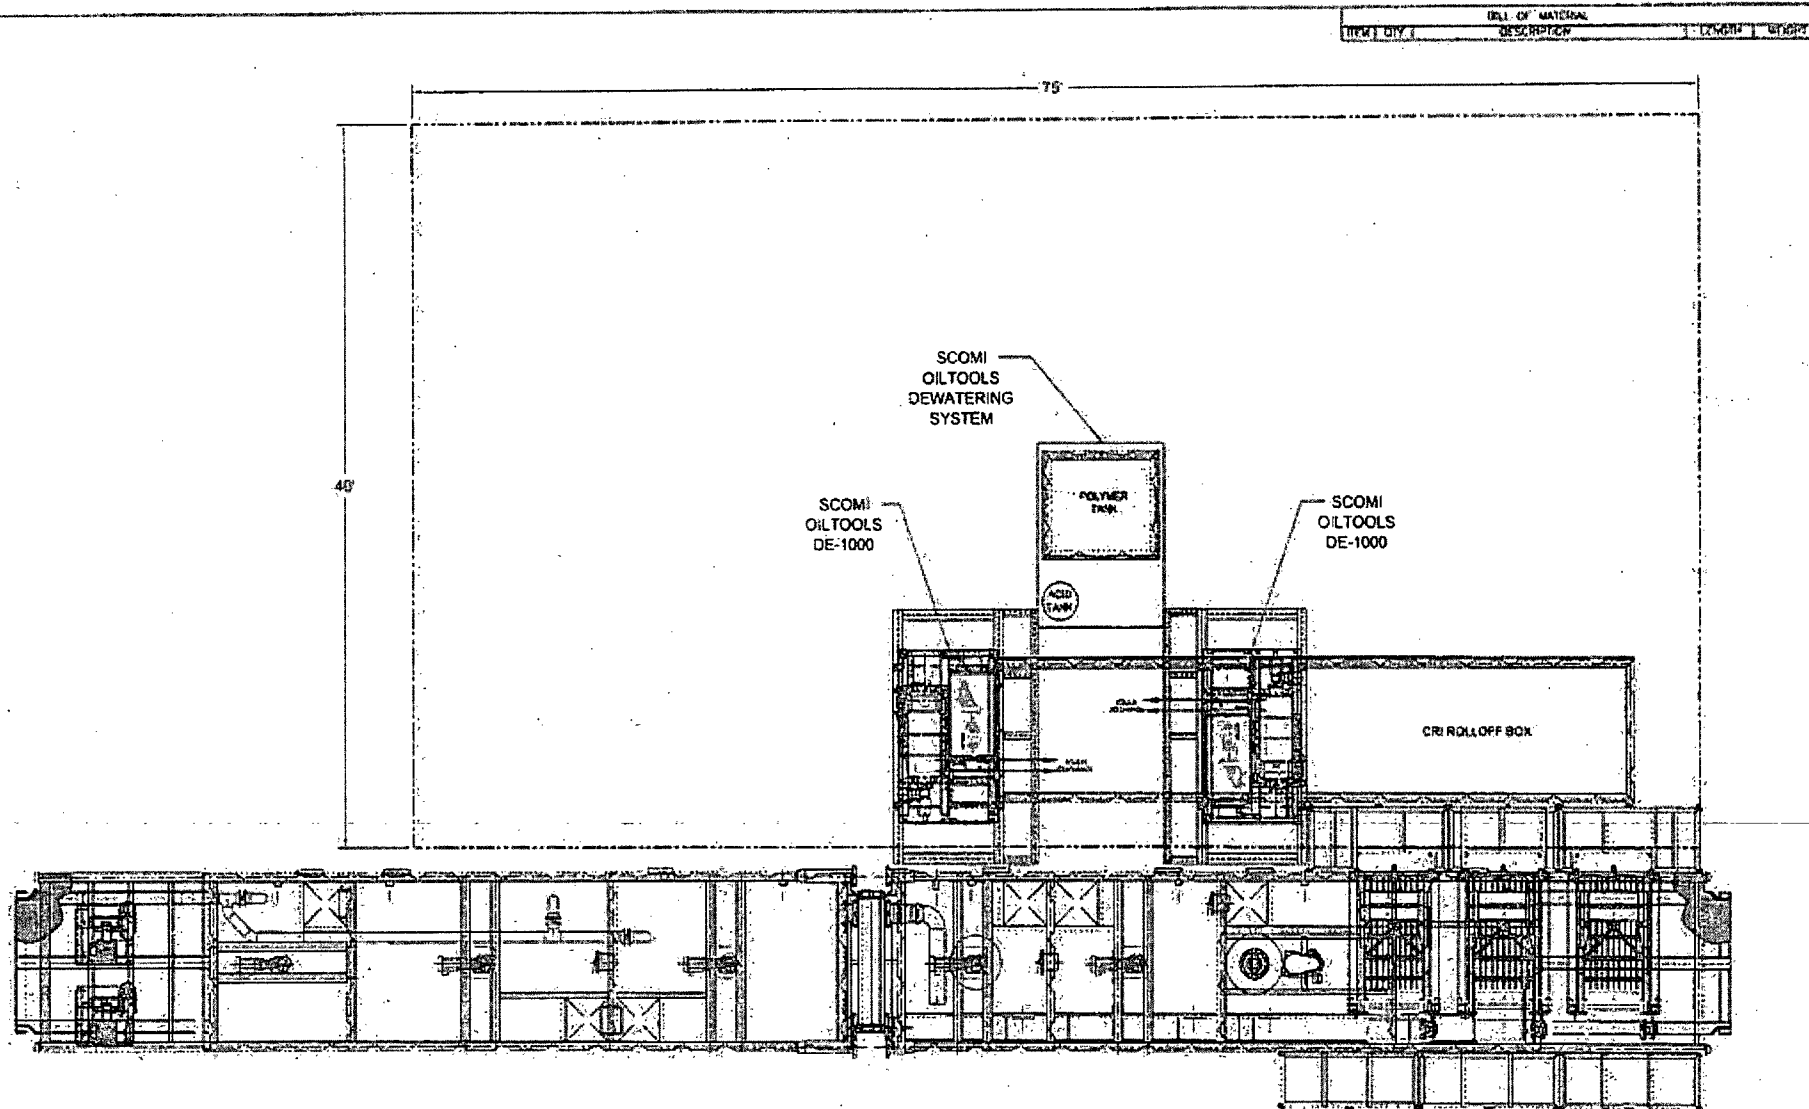 BILL OF MATERIAL
ITEM QTY DESCRIPTION LENGTH WEIGHT
75'
40'
SCOMI
OILTOOLS
DEWATERING
SYSTEM
SCOMI
OILTOOLS
DE-1000
SCOMI
OILTOOLS
DE-1000
POLYMER
TANK
ACID
TANK
CRI ROLLOFF BOX